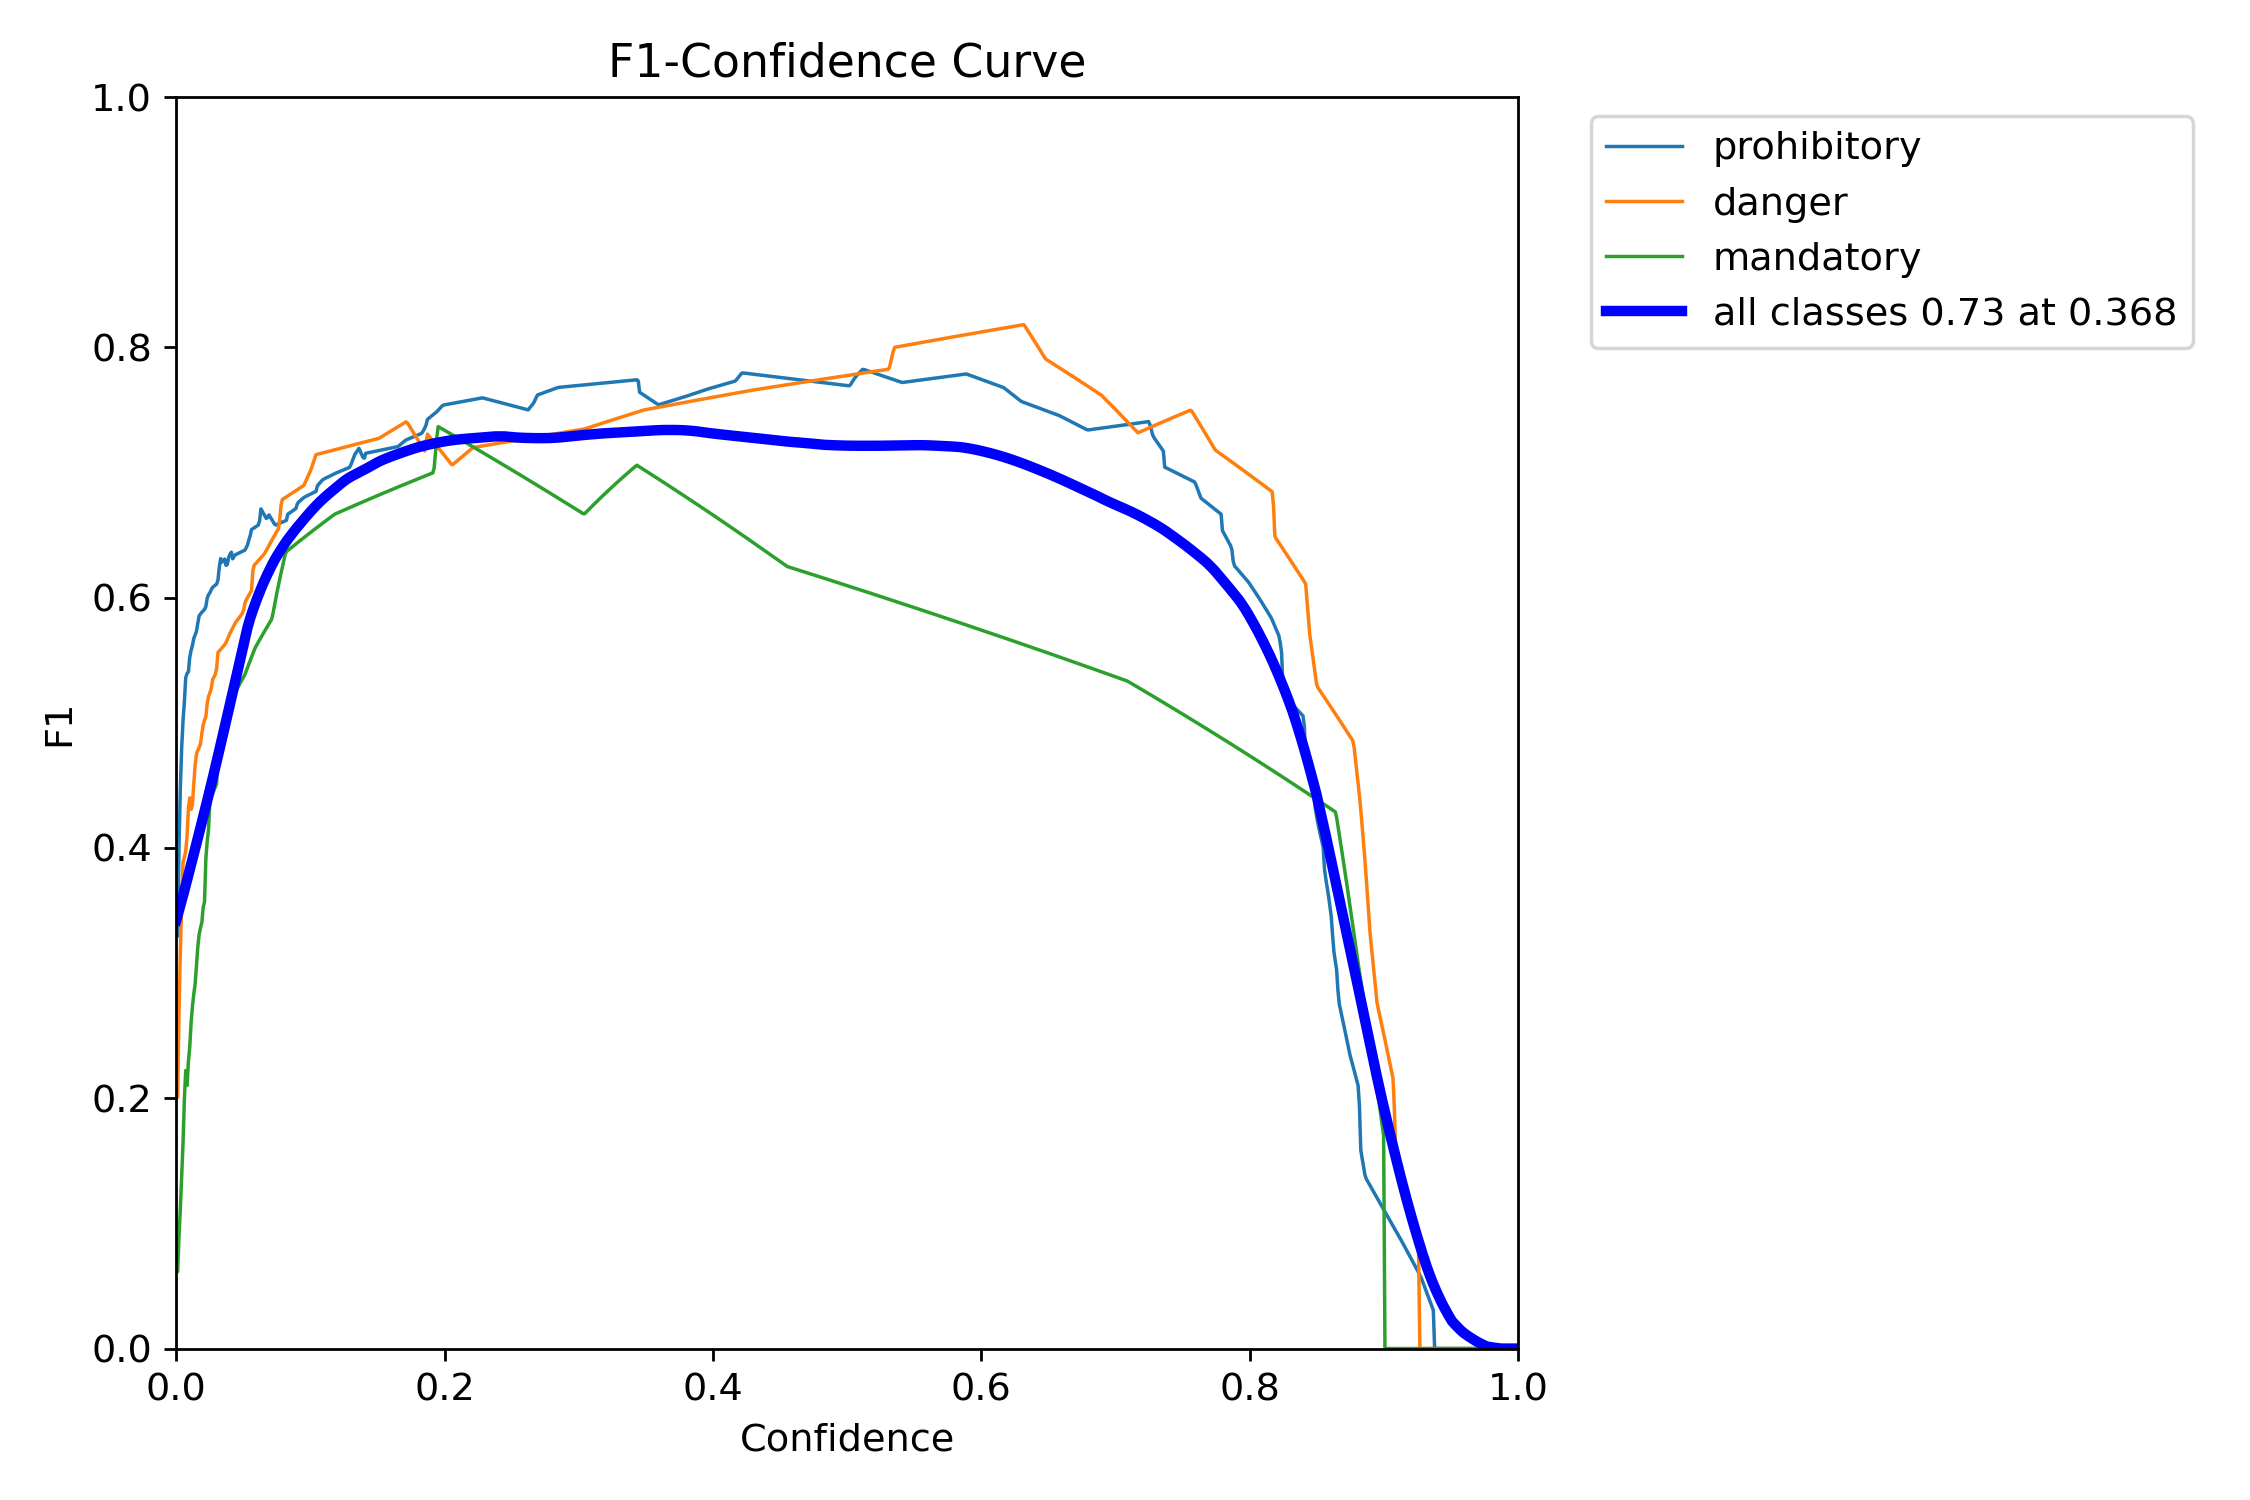 F1-Confidence Curve
1.0
0.8
0.6
0.4
0.2
0.0
F1
0.0 0.2 0.4 0.6 0.8 1.0
Confidence
prohibitory
danger
mandatory
all classes 0.73 at 0.368